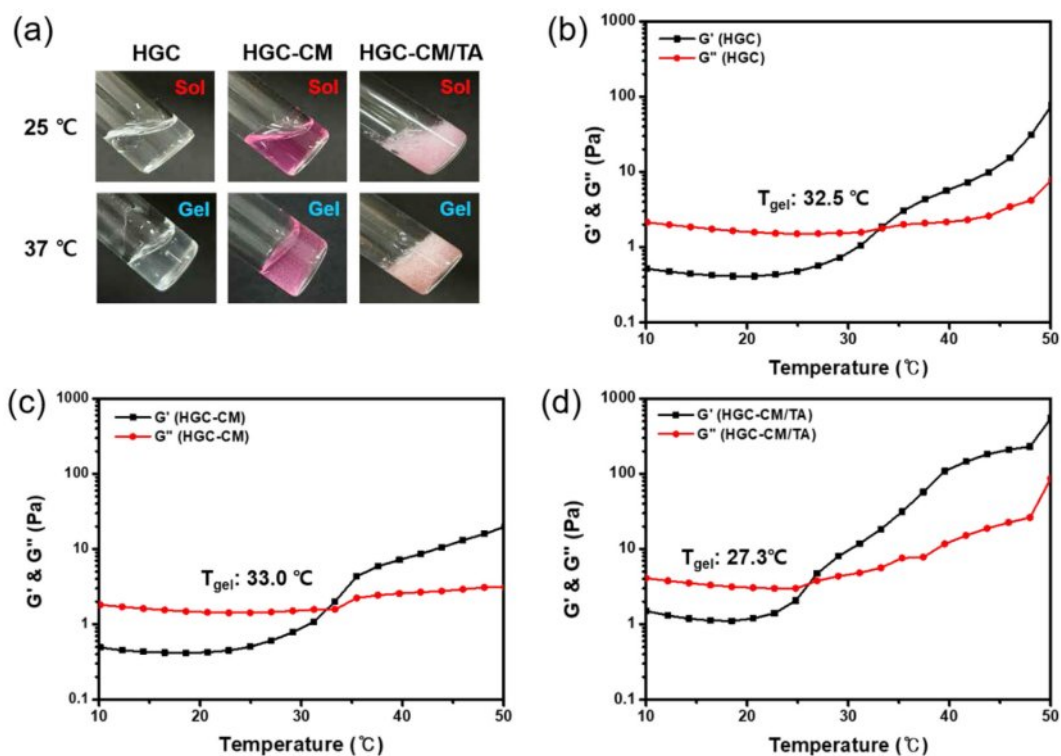 (a)
HGC HGC-CM HGC-CM/TA
25 ℃
Sol Sol Sol
37 ℃
Gel Gel Gel
(b)
G' (HGC)
G" (HGC)
G' & G" (Pa)
1000
100
10
1
0.1
T gel: 32.5 ℃
10 20 30 40 50
Temperature (℃)
(c)
G' (HGC-CM)
G" (HGC-CM)
G' & G" (Pa)
1000
100
10
1
0.1
T gel: 33.0 ℃
10 20 30 40 50
Temperature (℃)
(d)
G' (HGC-CM/TA)
G" (HGC-CM/TA)
G' & G" (Pa)
1000
100
10
1
0.1
T gel: 27.3℃
10 20 30 40 50
Temperature (℃)